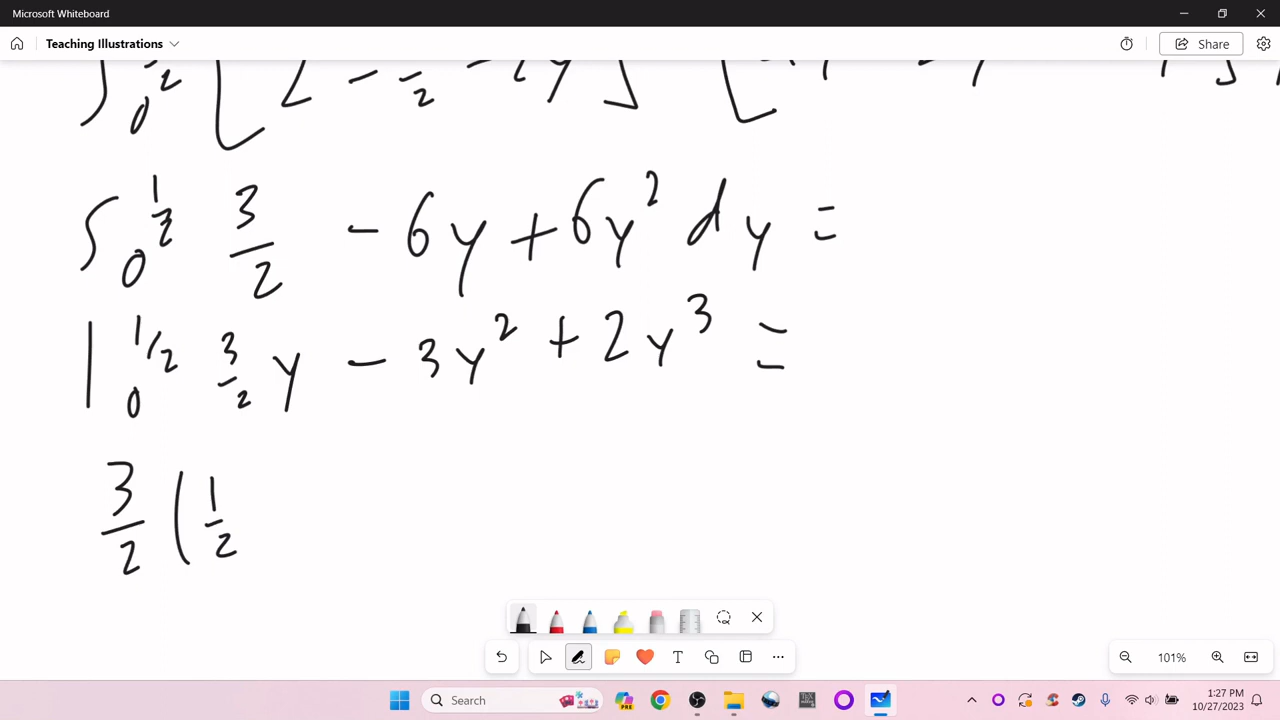 Microsoft Whiteboard
Teaching Illustrations
Share
∫ 0 1/2 3/2 - 6y + 6y² dy =
| 0 1/2 3/2 y - 3y² + 2y³ =
3/2 ( 1/2
101%
Search
PRE
1:27 PM
10/27/2023